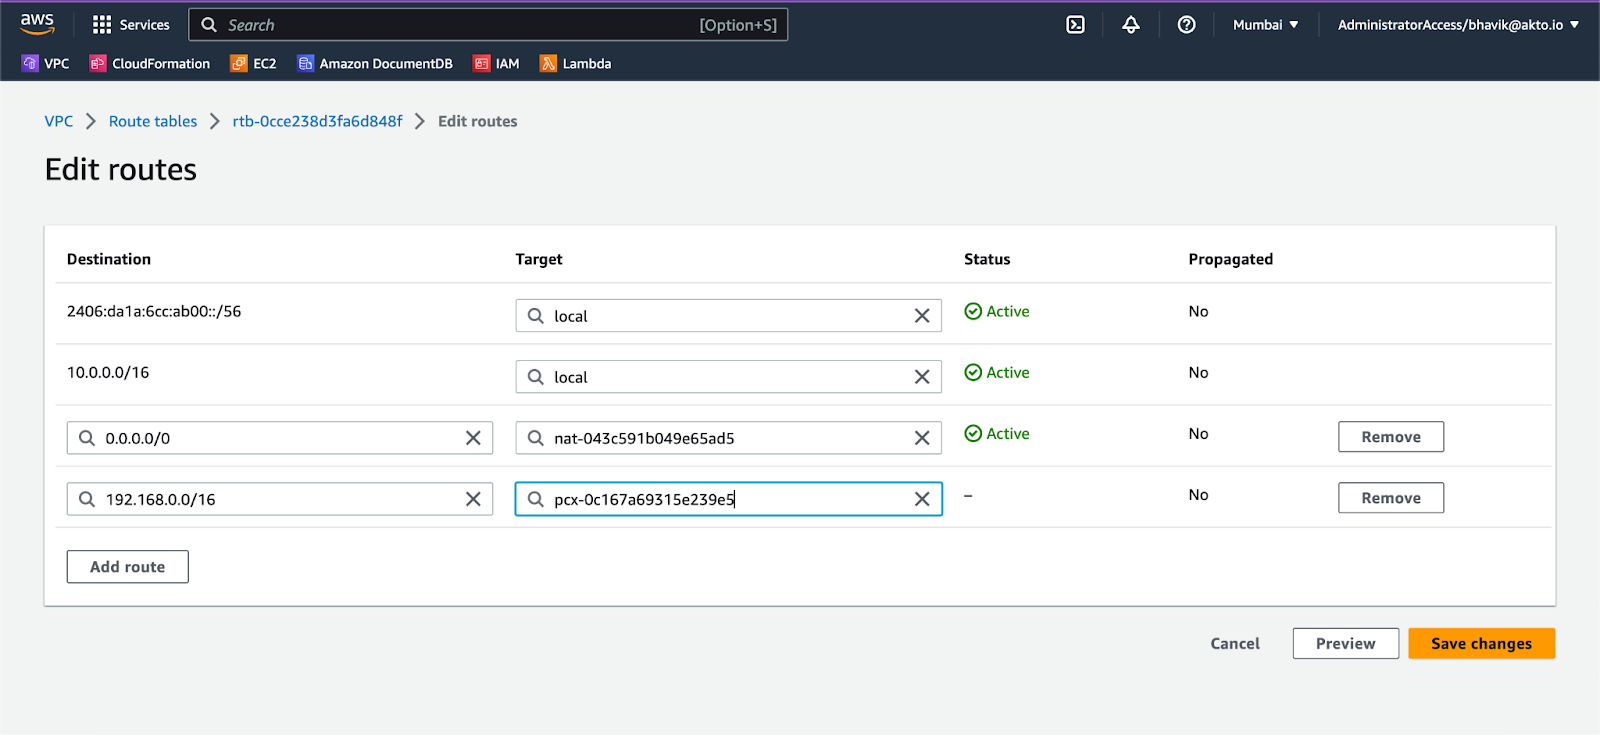 aws Services Search [Option+S] Mumbai AdministratorAccess/bhavik@akto.io
VPC CloudFormation EC2 Amazon DocumentDB IAM Lambda
VPC Route tables rtb-0cce238d3fa6d848f Edit routes
Edit routes
Destination Target Status Propagated
2406:da1a:6cc:ab00::/56 local Active No
10.0.0.0/16 local Active No
0.0.0.0/0 nat-043c591b049e65ad5 Active No Remove
192.168.0.0/16 pcx-0c167a69315e239e5 – No Remove
Add route
Cancel Preview Save changes